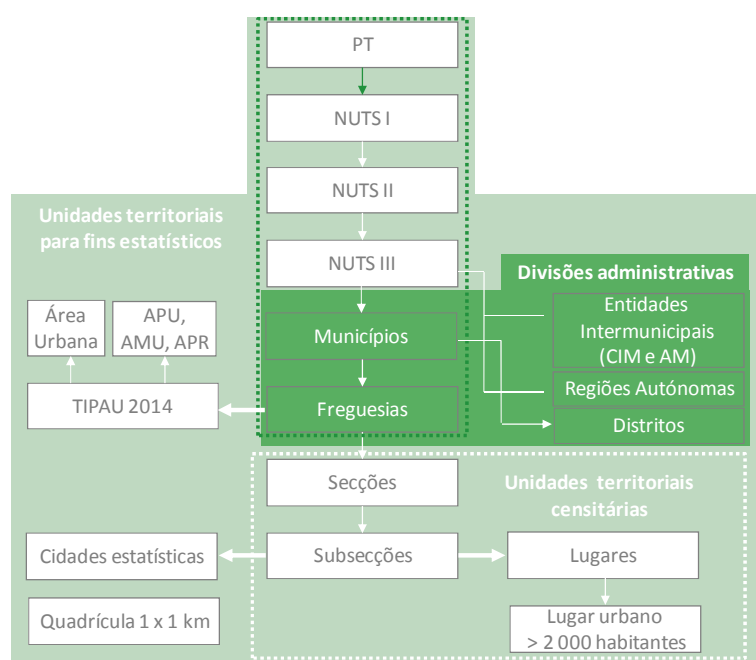 PT
NUTS I
NUTS II
Unidades territoriais
para fins estatísticos
NUTS III
Divisões administrativas
Área
Urbana
APU,
AMU, APR
Municípios
Entidades
Intermunicipais
(CIM e AM)
TIPAU 2014
Freguesias
Regiões Autónomas
Distritos
Secções
Unidades territoriais
censitárias
Cidades estatísticas
Subsecções
Lugares
Quadrícula 1 x 1 km
Lugar urbano
> 2 000 habitantes